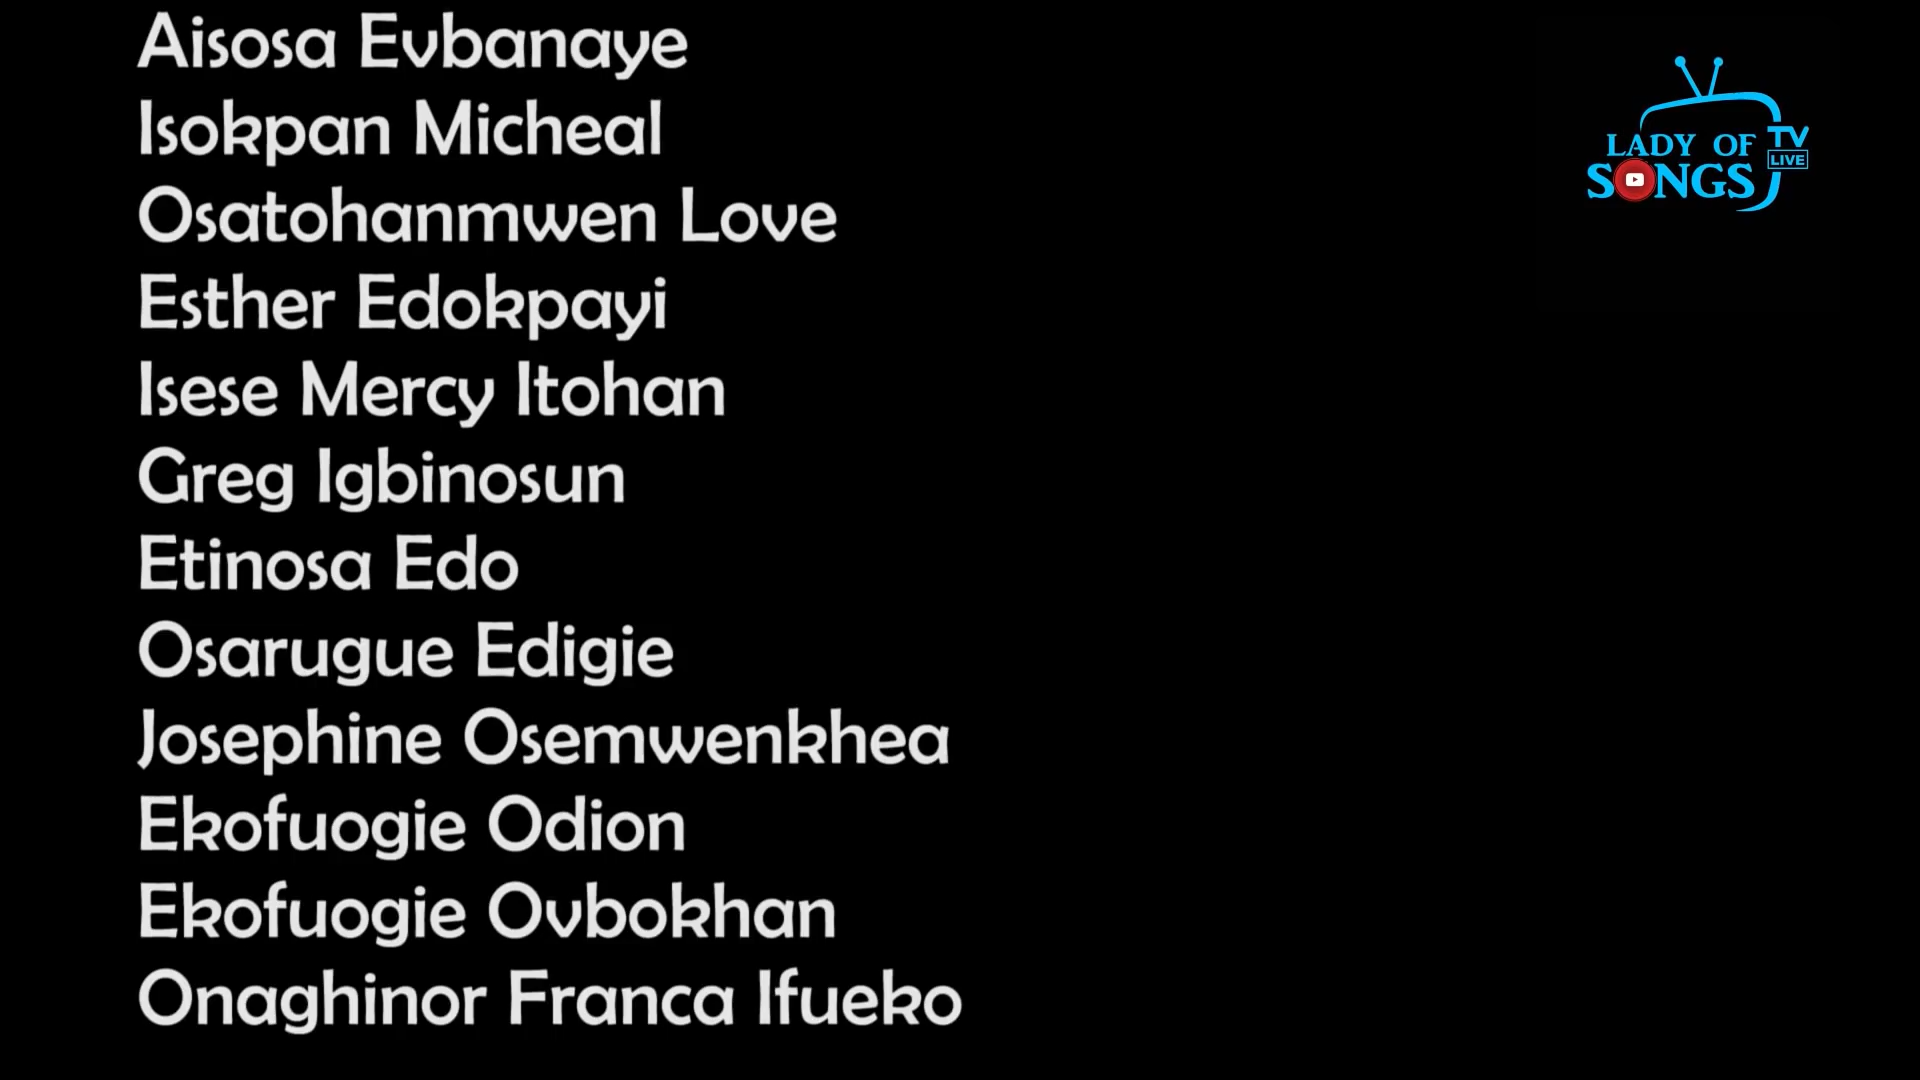 Aisosa Evbanaye
Isokpan Micheal
Osatohanmwen Love
Esther Edokpayi
Isese Mercy Itohan
Greg Igbinosun
Etinosa Edo
Osarugue Edigie
Josephine Osemwenkhea
Ekofuogie Odion
Ekofuogie Ovbokhan
Onaghinor Franca Ifueko
LADY OF TV
SONGS LIVE